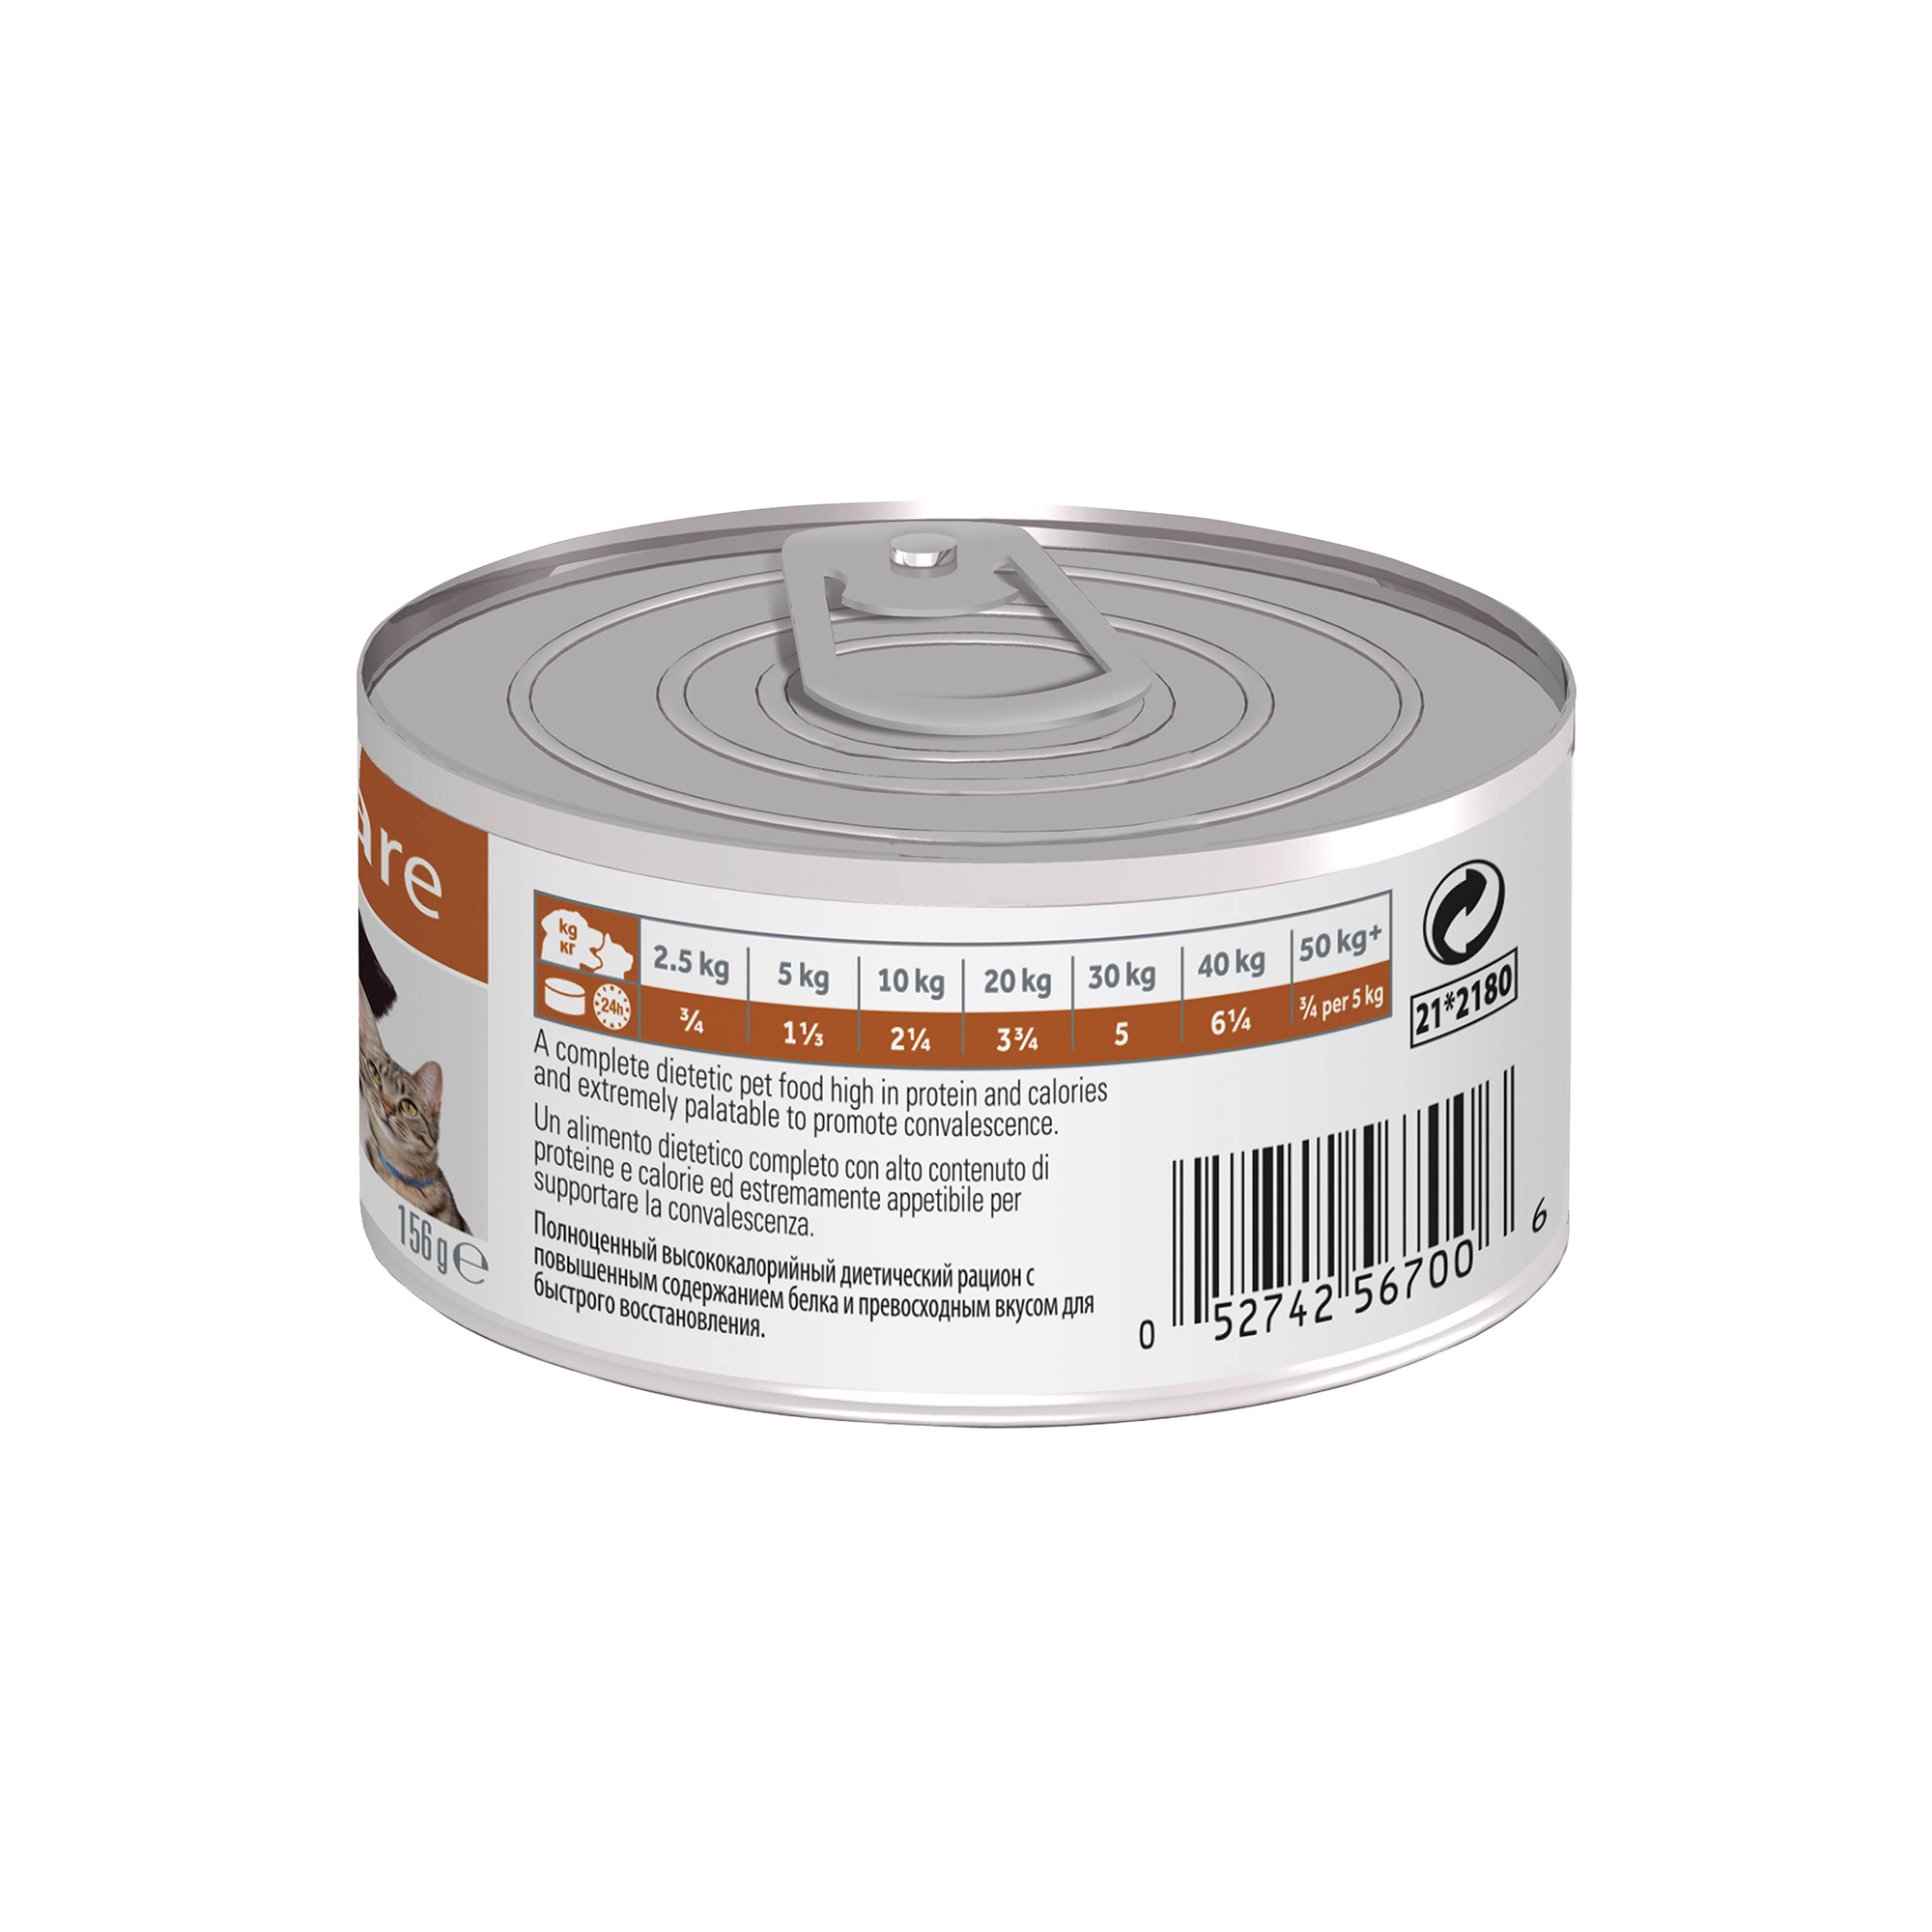 are
156 g e
kg
кг
2.5 kg 5 kg 10 kg 20 kg 30 kg 40 kg 50 kg+
24h
¾ 1⅓ 2¼ 3¾ 5 6¼ ¾ per 5 kg
21*2180
A complete dietetic pet food high in protein and calories
and extremely palatable to promote convalescence.
Un alimento dietetico completo con alto contenuto di
proteine e calorie ed estremamente appetibile per
supportare la convalescenza.
Полноценный высококалорийный диетический рацион с
повышенным содержанием белка и превосходным вкусом для
быстрого восстановления.
0 52742 56700 6